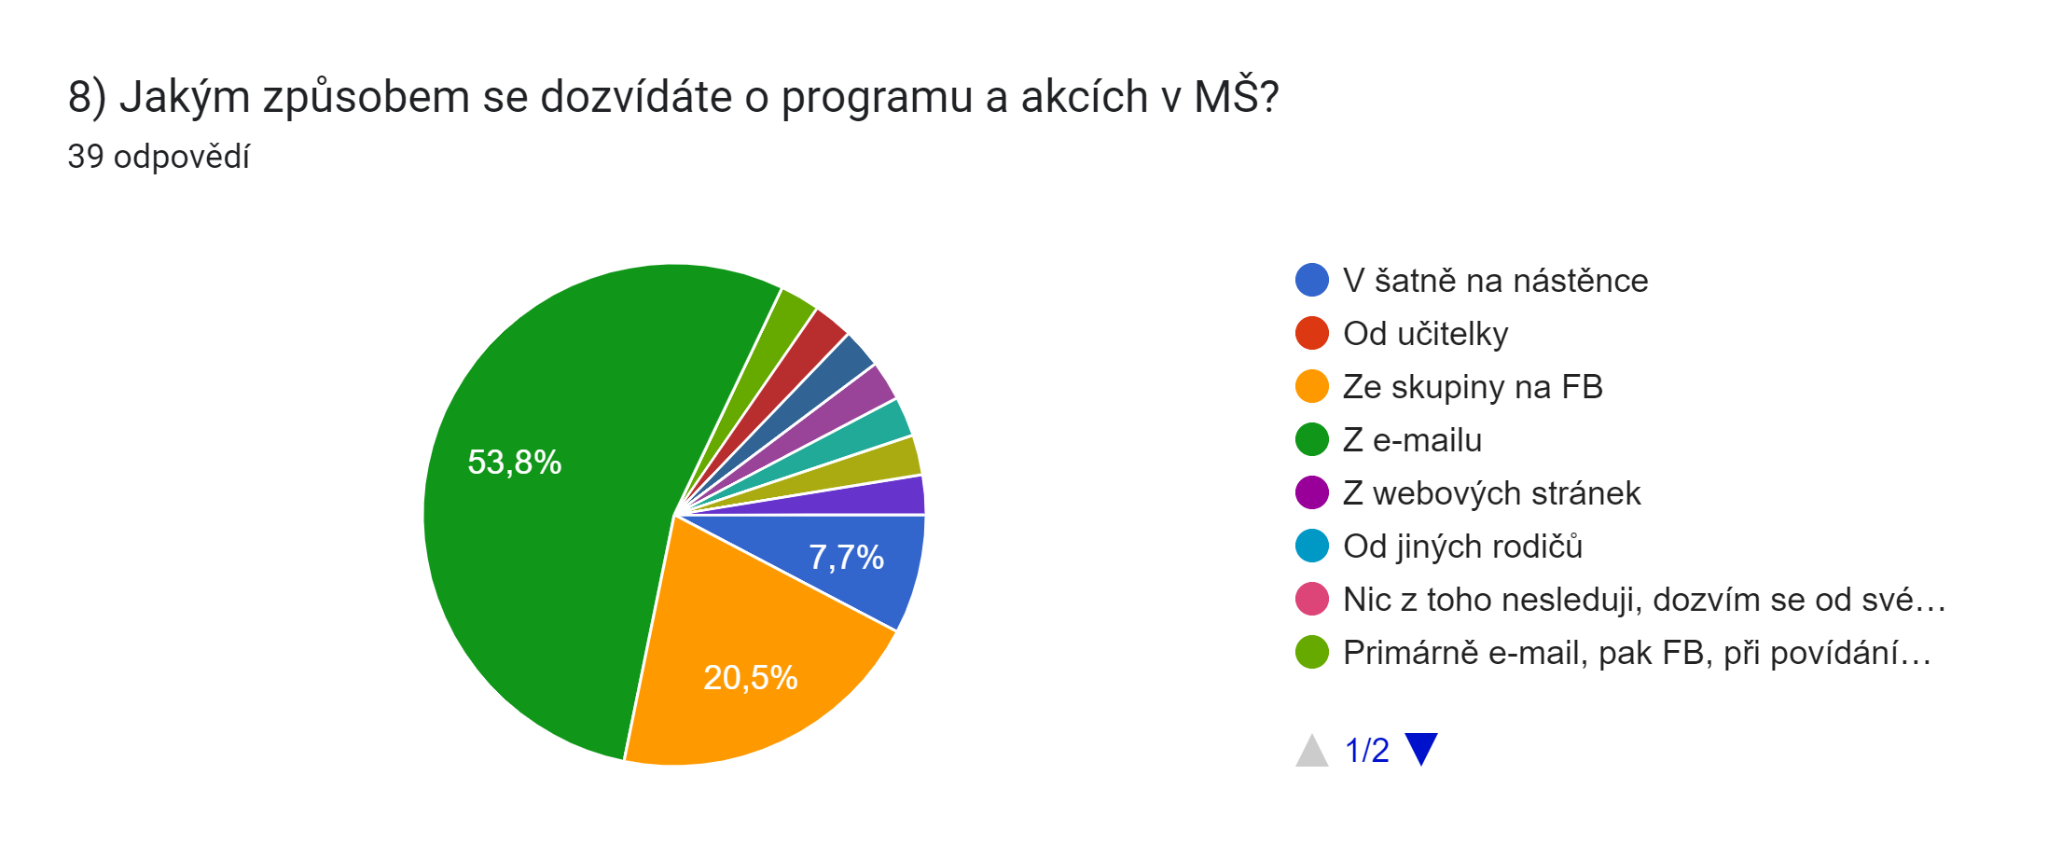 8) Jakým způsobem se dozvídáte o programu a akcích v MŠ?
39 odpovědí
53,8%
7,7%
20,5%
V šatně na nástěnce
Od učitelky
Ze skupiny na FB
Z e-mailu
Z webových stránek
Od jiných rodičů
Nic z toho nesleduji, dozvím se od své…
Primárně e-mail, pak FB, při povídání…
1/2